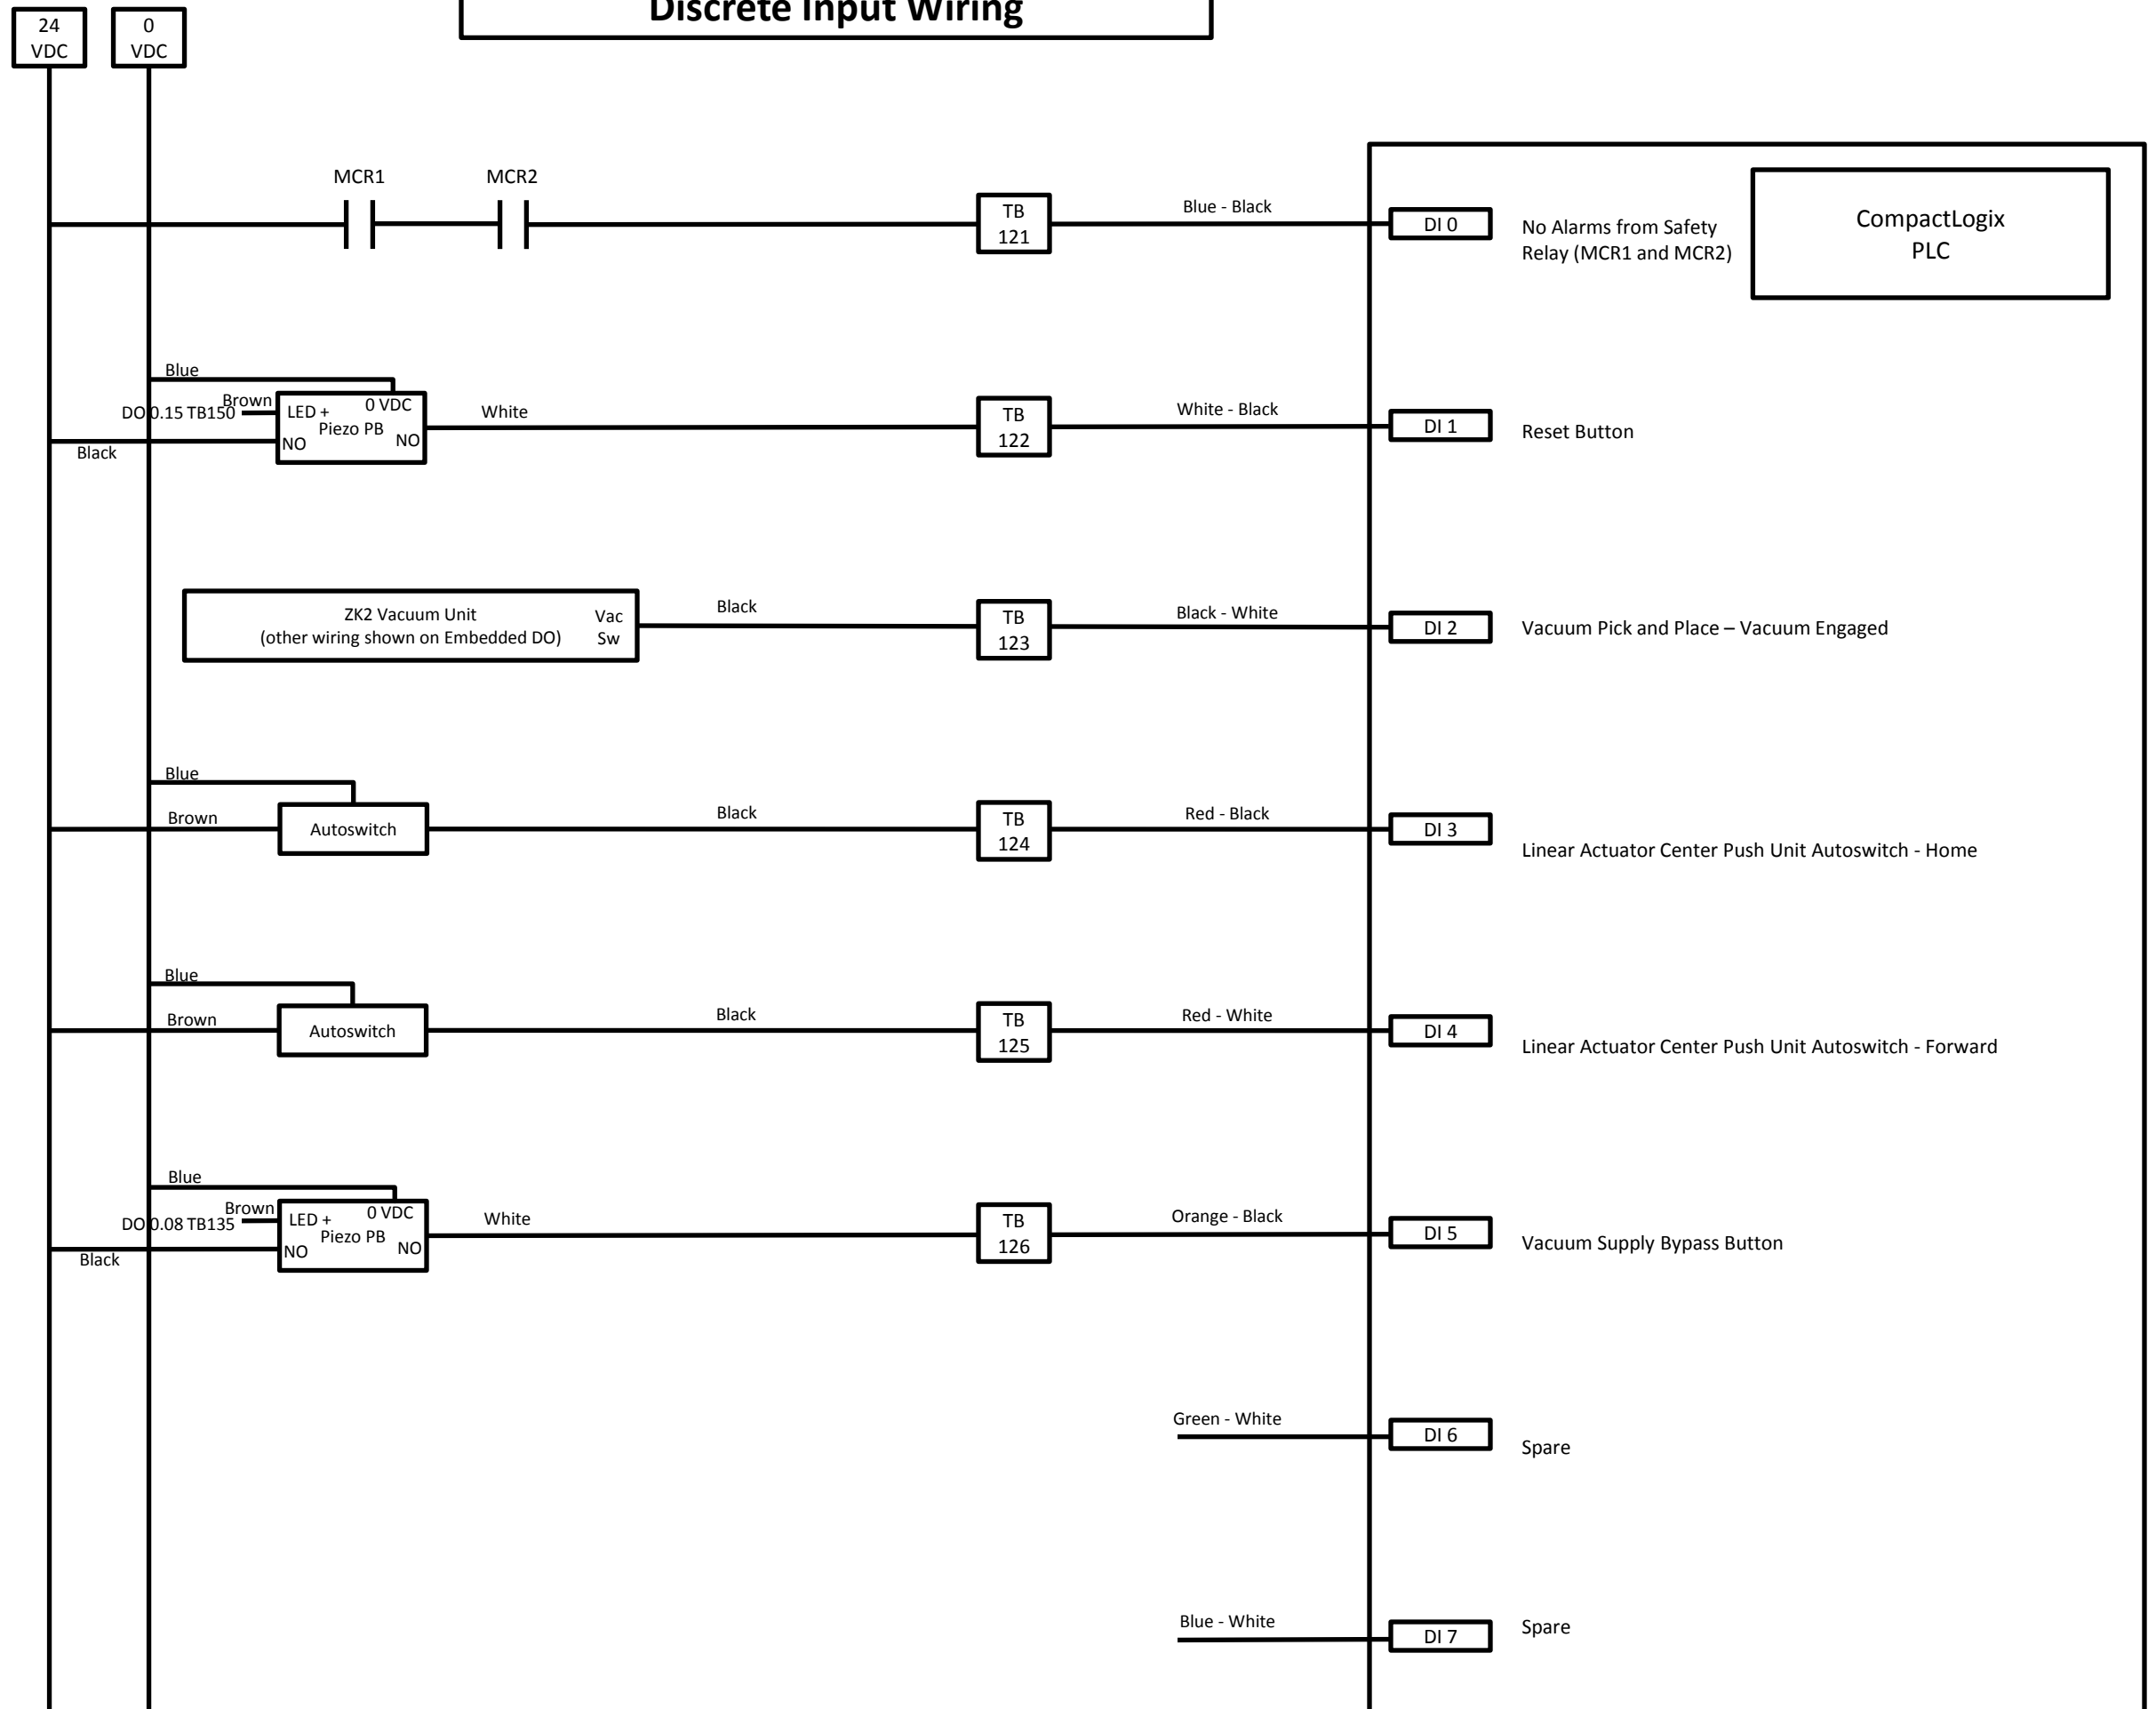 Discrete Input Wiring
24
VDC
0
VDC
MCR1
MCR2
TB
121
Blue - Black
DI 0
No Alarms from Safety
Relay (MCR1 and MCR2)
CompactLogix
PLC
Blue
Brown
DO 0.15 TB150
LED +
0 VDC
Piezo PB
NO
NO
Black
White
TB
122
White - Black
DI 1
Reset Button
ZK2 Vacuum Unit
(other wiring shown on Embedded DO)
Vac
Sw
Black
TB
123
Black - White
DI 2
Vacuum Pick and Place – Vacuum Engaged
Blue
Brown
Autoswitch
Black
TB
124
Red - Black
DI 3
Linear Actuator Center Push Unit Autoswitch - Home
Blue
Brown
Autoswitch
Black
TB
125
Red - White
DI 4
Linear Actuator Center Push Unit Autoswitch - Forward
Blue
Brown
DO 0.08 TB135
LED +
0 VDC
Piezo PB
NO
NO
Black
White
TB
126
Orange - Black
DI 5
Vacuum Supply Bypass Button
Green - White
DI 6
Spare
Blue - White
DI 7
Spare